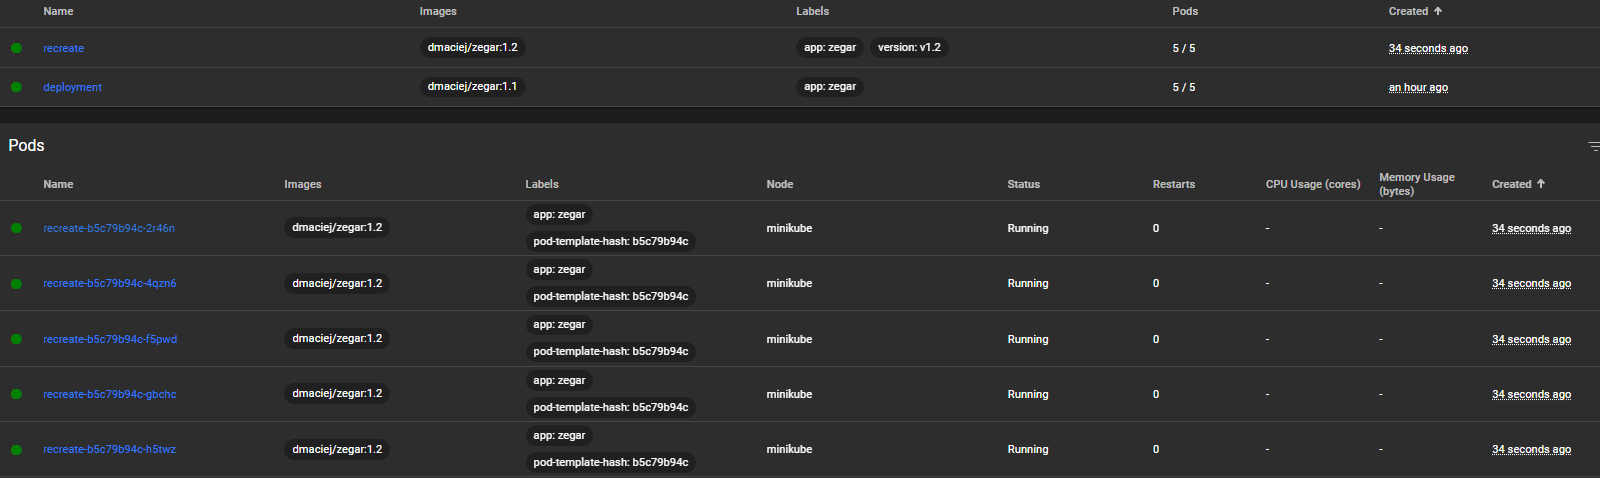 Name Images Labels Pods Created
recreate dmaciej/zegar:1.2 app: zegar version: v1.2 5 / 5 34 seconds ago
deployment dmaciej/zegar:1.1 app: zegar 5 / 5 an hour ago
Pods
Name Images Labels Node Status Restarts CPU Usage (cores) Memory Usage (bytes) Created
recreate-b5c79b94c-2r46n dmaciej/zegar:1.2 app: zegar pod-template-hash: b5c79b94c minikube Running 0 - - 34 seconds ago
recreate-b5c79b94c-4qzn6 dmaciej/zegar:1.2 app: zegar pod-template-hash: b5c79b94c minikube Running 0 - - 34 seconds ago
recreate-b5c79b94c-f5pwd dmaciej/zegar:1.2 app: zegar pod-template-hash: b5c79b94c minikube Running 0 - - 34 seconds ago
recreate-b5c79b94c-gbchc dmaciej/zegar:1.2 app: zegar pod-template-hash: b5c79b94c minikube Running 0 - - 34 seconds ago
recreate-b5c79b94c-h5twz dmaciej/zegar:1.2 app: zegar pod-template-hash: b5c79b94c minikube Running 0 - - 34 seconds ago